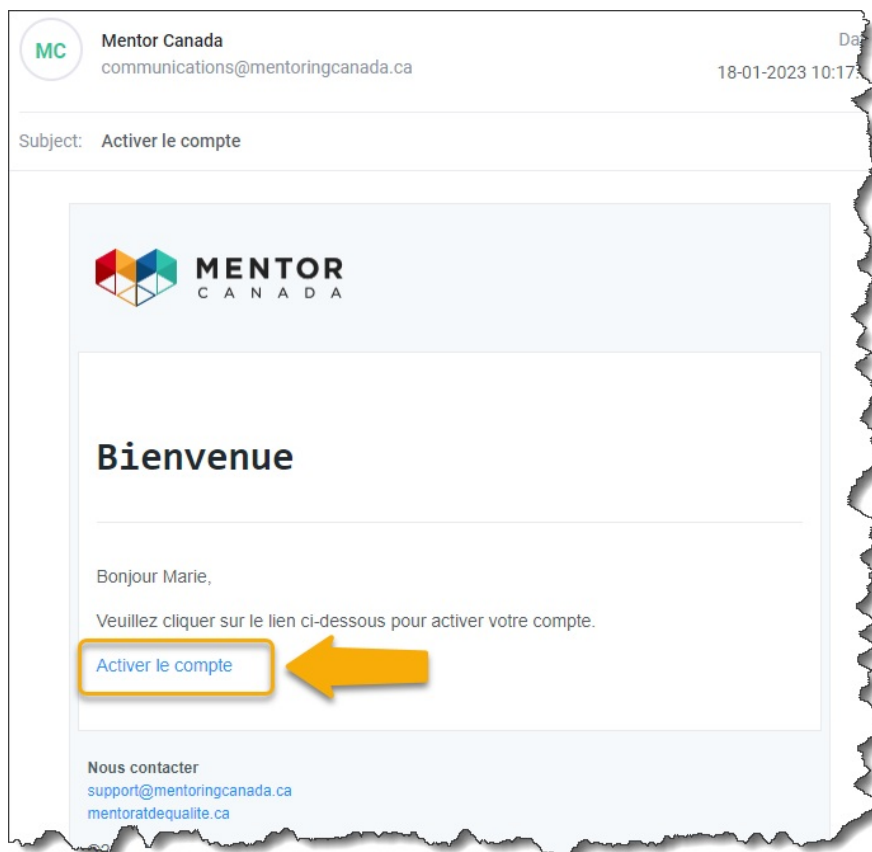 MC
Mentor Canada
communications@mentoringcanada.ca
18-01-2023 10:17
Subject: Activer le compte
MENTOR
CANADA
Bienvenue
Bonjour Marie,
Veuillez cliquer sur le lien ci-dessous pour activer votre compte.
Activer le compte
Nous contacter
support@mentoringcanada.ca
mentoratdequalite.ca